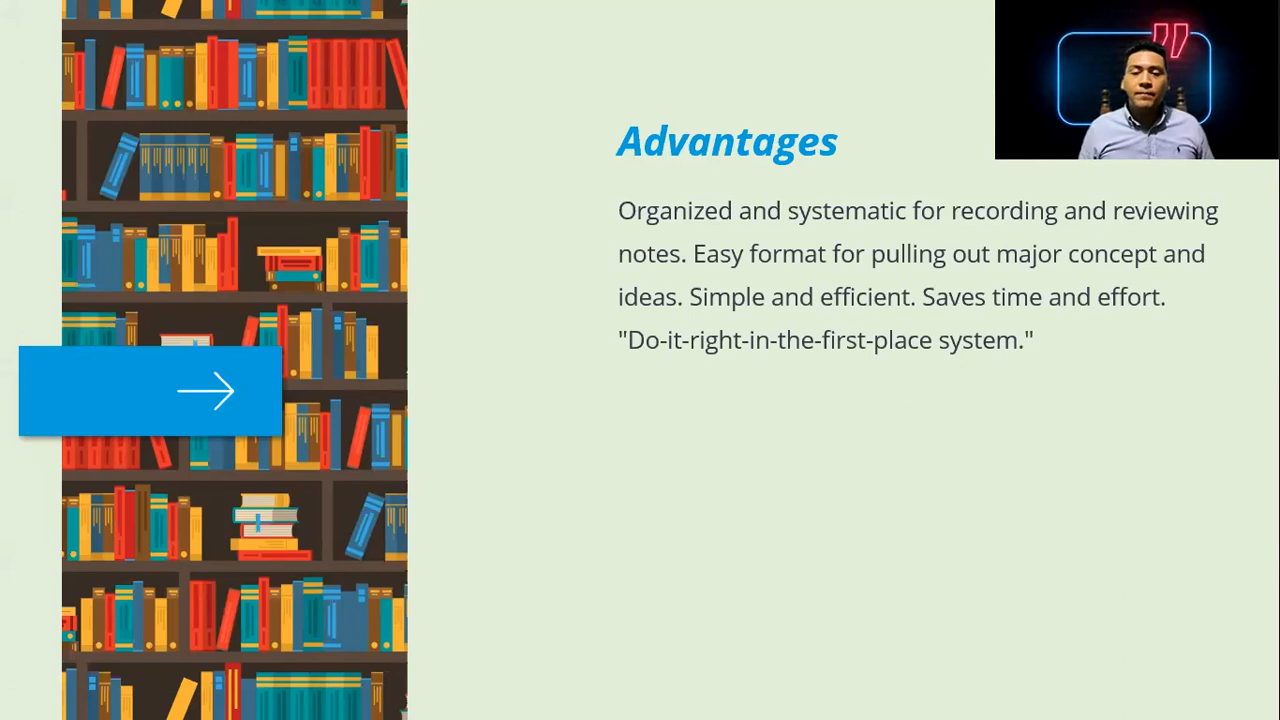 Advantages
Organized and systematic for recording and reviewing
notes. Easy format for pulling out major concept and
ideas. Simple and efficient. Saves time and effort.
"Do-it-right-in-the-first-place system."